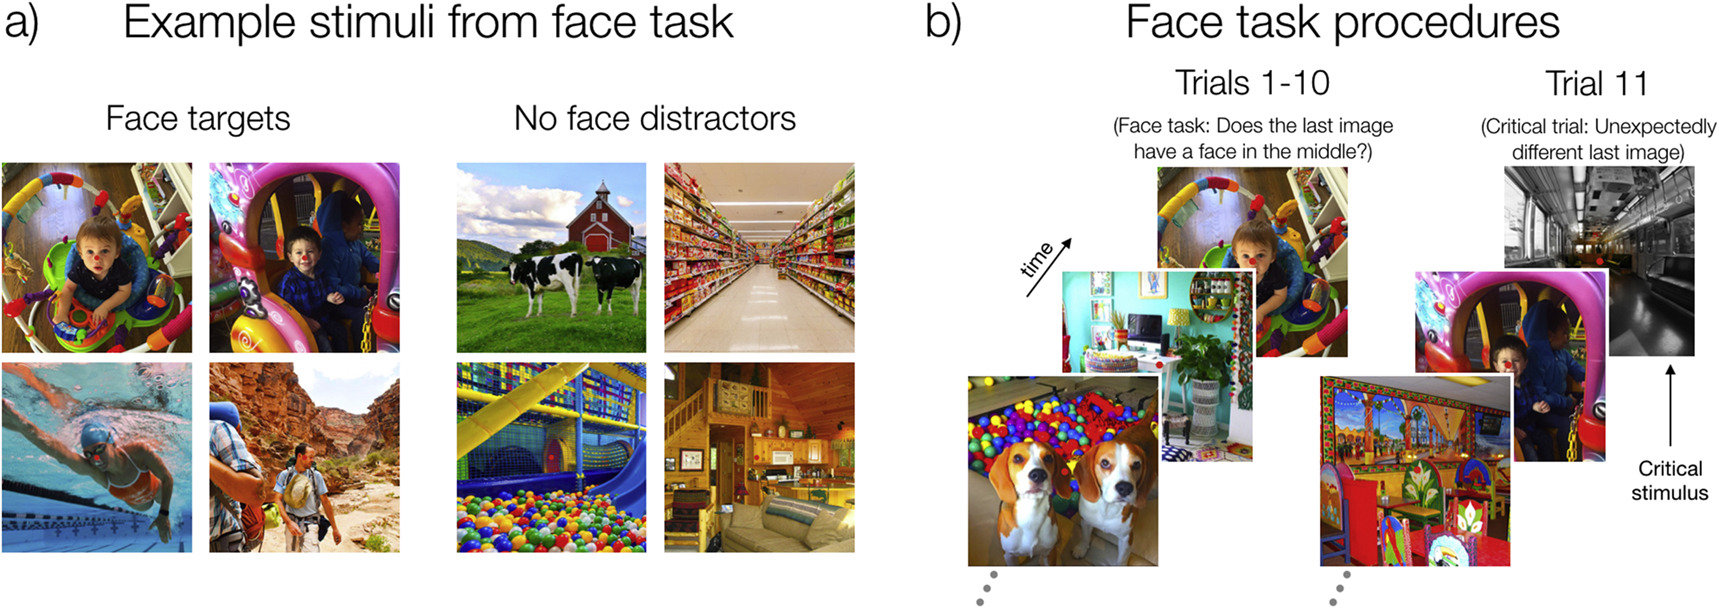 a)
Example stimuli from face task
Face targets
No face distractors
b)
Face task procedures
Trials 1-10
(Face task: Does the last image
have a face in the middle?)
Trial 11
(Critical trial: Unexpectedly
different last image)
time
Critical
stimulus